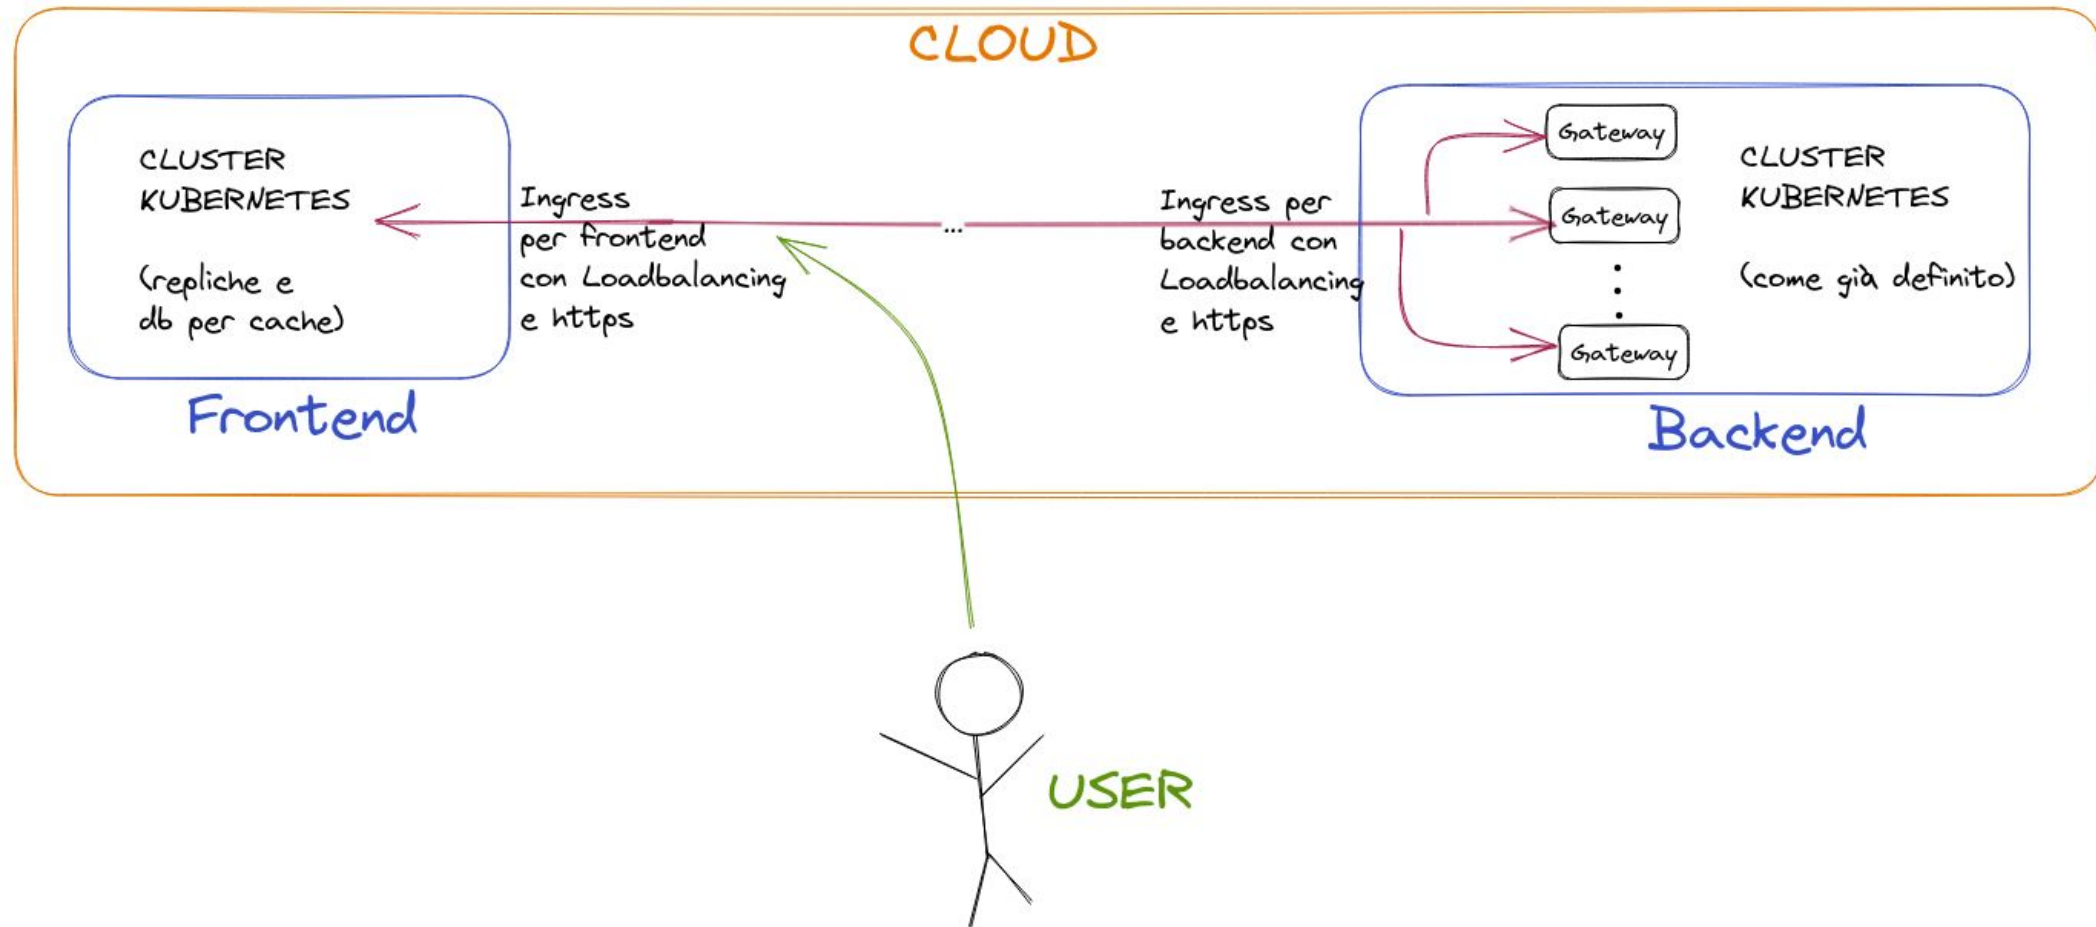 CLOUD
CLUSTER
KUBERNETES
(repliche e
db per cache)
Frontend
Ingress
per frontend
con Loadbalancing
e https
...
Ingress per
backend con
Loadbalancing
e https
Gateway
Gateway
Gateway
CLUSTER
KUBERNETES
(come già definito)
Backend
USER